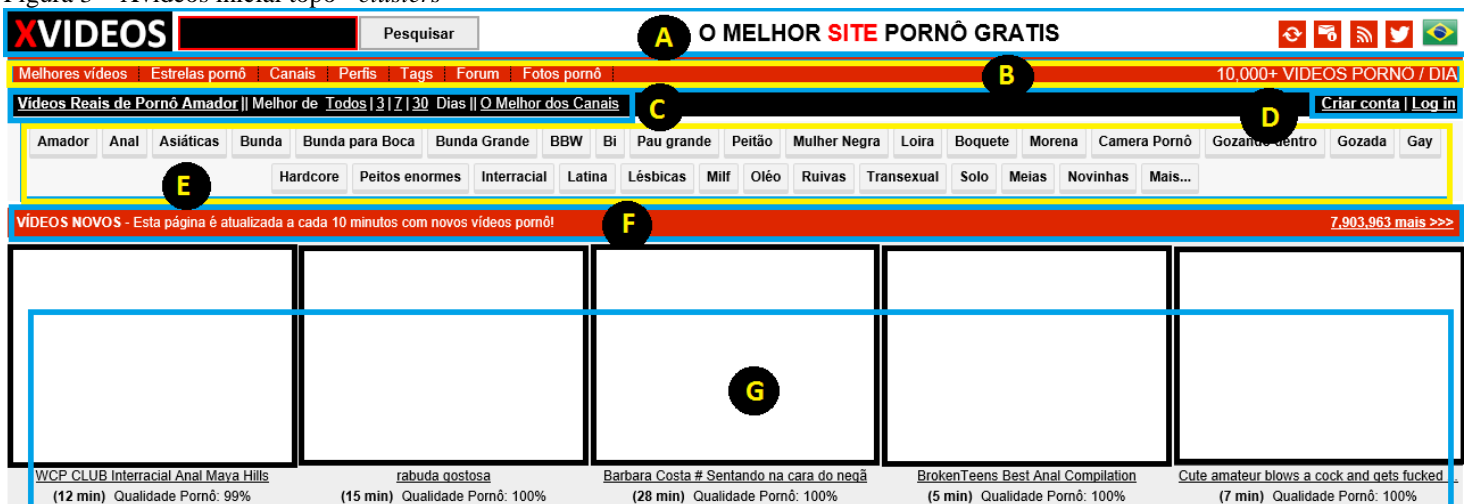 Figura 3 – Xvideos inicial topo - clusters
XVIDEOS Pesquisar A O MELHOR SITE PORNÔ GRATIS
Melhores vídeos Estrelas pornô Canais Perfis Tags Forum Fotos pornô B 10,000+ VIDEOS PORNO / DIA
Vídeos Reais de Pornô Amador || Melhor de Todos | 3 | 7 | 30 Dias || O Melhor dos Canais C D Criar conta | Log in
Amador Anal Asiáticas Bunda Bunda para Boca Bunda Grande BBW Bi Pau grande Peitão Mulher Negra Loira Boquete Morena Camera Pornô Gozando dentro Gozada Gay
E Hardcore Peitos enormes Interracial Latina Lésbicas Milf Oléo Ruivas Transexual Solo Meias Novinhas Mais...
VÍDEOS NOVOS - Esta página é atualizada a cada 10 minutos com novos vídeos pornô! F 7,903,963 mais >>>
G
WCP CLUB Interracial Anal Maya Hills rabuda gostosa Barbara Costa # Sentando na cara do negã BrokenTeens Best Anal Compilation Cute amateur blows a cock and gets fucked ...
(12 min) Qualidade Pornô: 99% (15 min) Qualidade Pornô: 100% (28 min) Qualidade Pornô: 100% (5 min) Qualidade Pornô: 100% (7 min) Qualidade Pornô: 100%